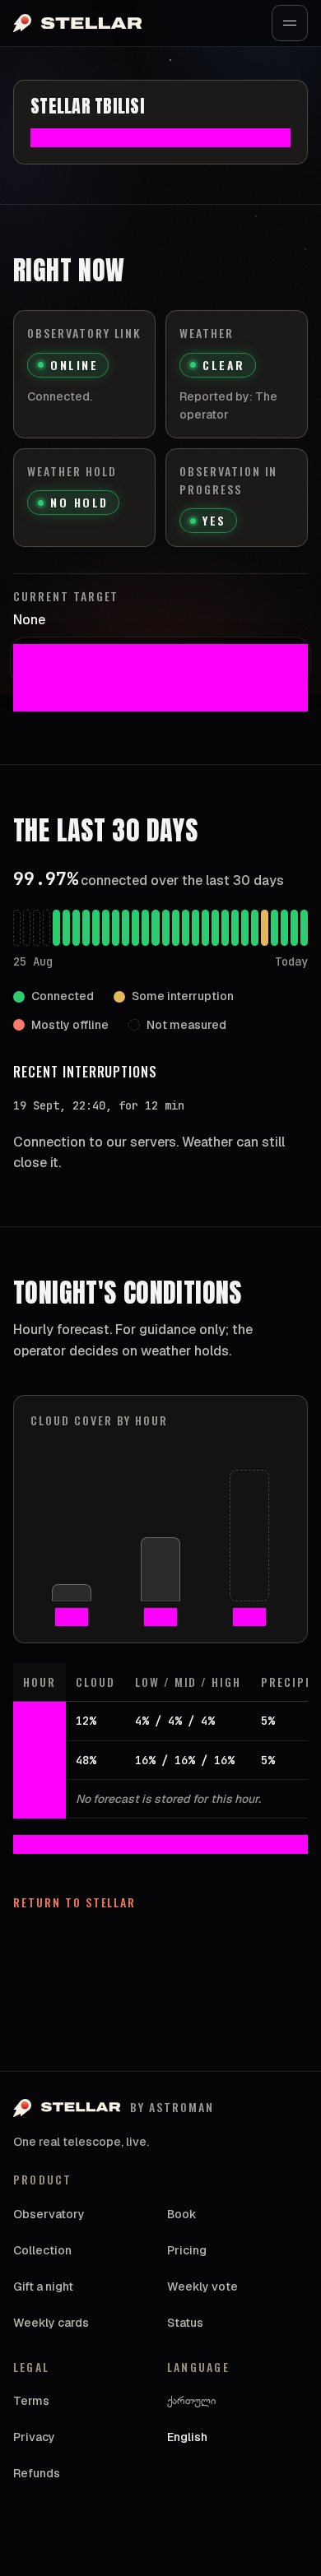 STELLAR
STELLAR TBILISI
RIGHT NOW
OBSERVATORY LINK
ONLINE
Connected.
WEATHER
CLEAR
Reported by: The
operator
WEATHER HOLD
NO HOLD
OBSERVATION IN
PROGRESS
YES
CURRENT TARGET
None
THE LAST 30 DAYS
99.97% connected over the last 30 days
25 Aug Today
Connected Some interruption
Mostly offline Not measured
RECENT INTERRUPTIONS
19 Sept, 22:40, for 12 min
Connection to our servers. Weather can still
close it.
TONIGHT'S CONDITIONS
Hourly forecast. For guidance only; the
operator decides on weather holds.
CLOUD COVER BY HOUR
HOUR CLOUD LOW / MID / HIGH
12% 4% / 4% / 4% 5%
48% 16% / 16% / 16% 5%
No forecast is stored for this hour.
RETURN TO STELLAR
STELLAR BY ASTROMAN
One real telescope, live.
PRODUCT
Observatory Book
Collection Pricing
Gift a night Weekly vote
Weekly cards Status
LEGAL LANGUAGE
Terms ქართული
Privacy English
Refunds